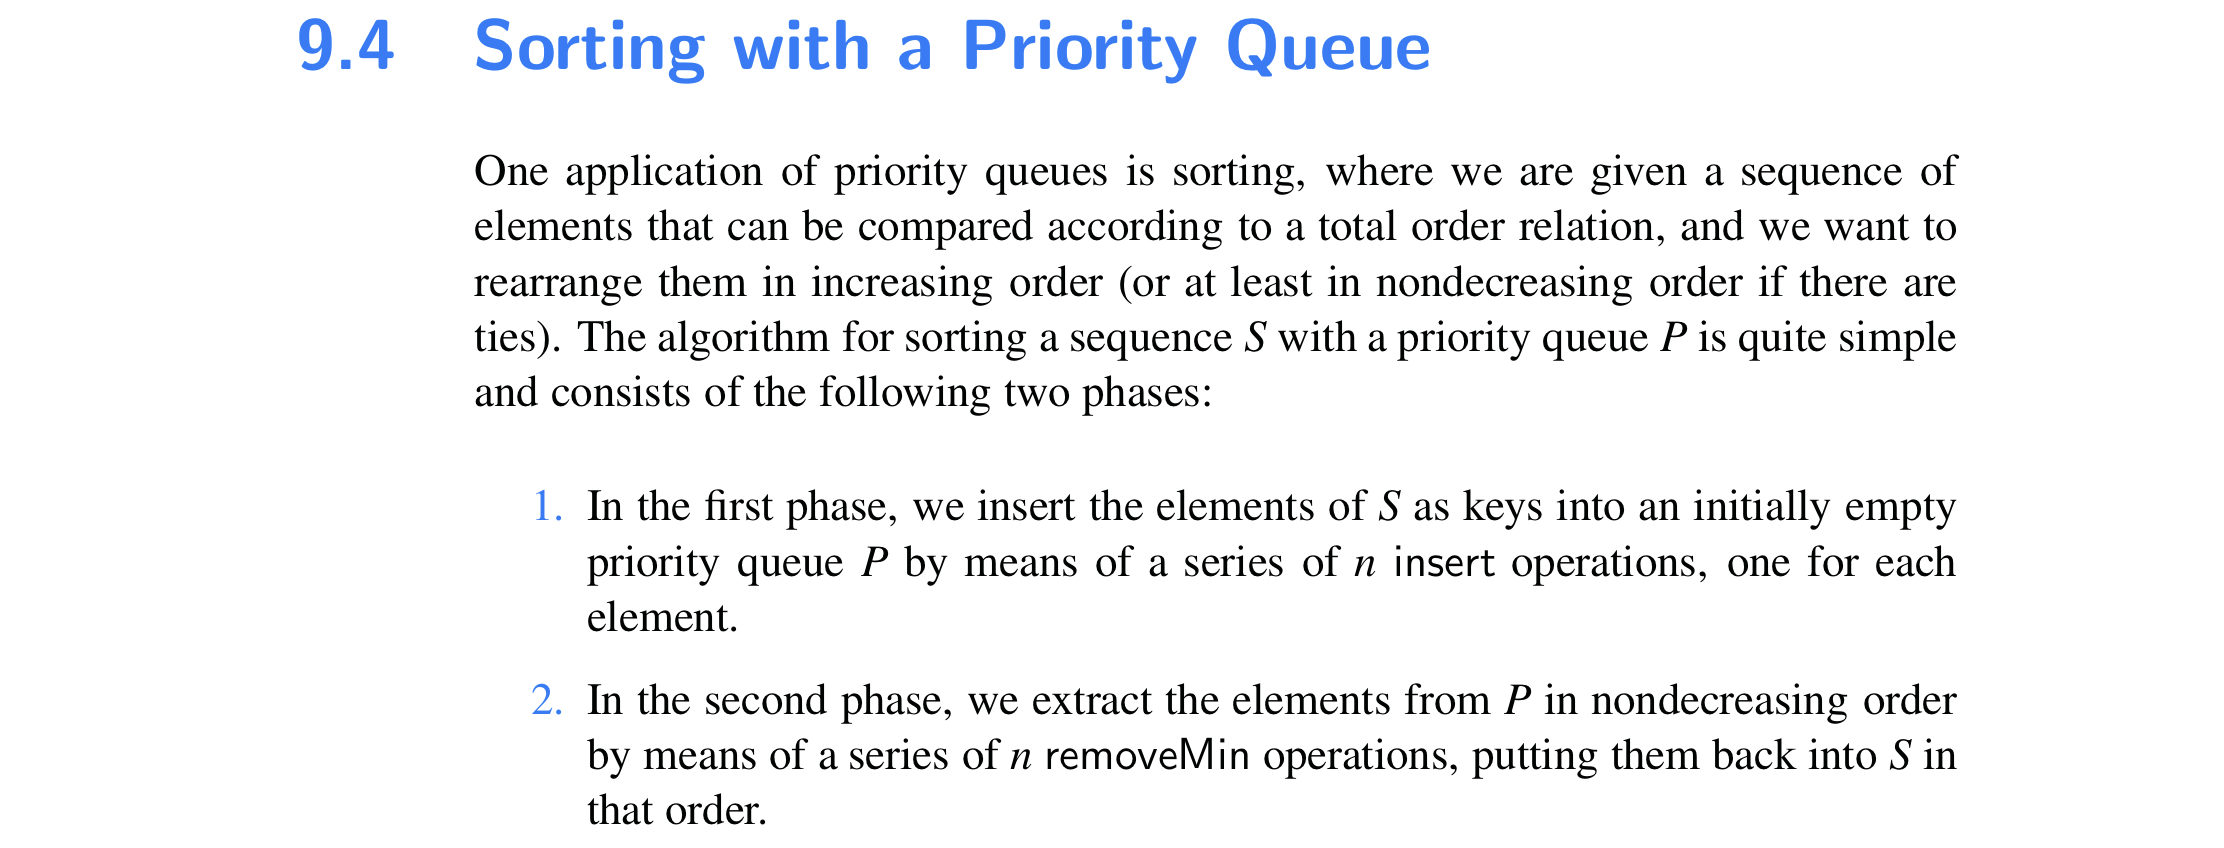 9.4 Sorting with a Priority Queue
One application of priority queues is sorting, where we are given a sequence of
elements that can be compared according to a total order relation, and we want to
rearrange them in increasing order (or at least in nondecreasing order if there are
ties). The algorithm for sorting a sequence S with a priority queue P is quite simple
and consists of the following two phases:
1. In the first phase, we insert the elements of S as keys into an initially empty
priority queue P by means of a series of n insert operations, one for each
element.
2. In the second phase, we extract the elements from P in nondecreasing order
by means of a series of n removeMin operations, putting them back into S in
that order.